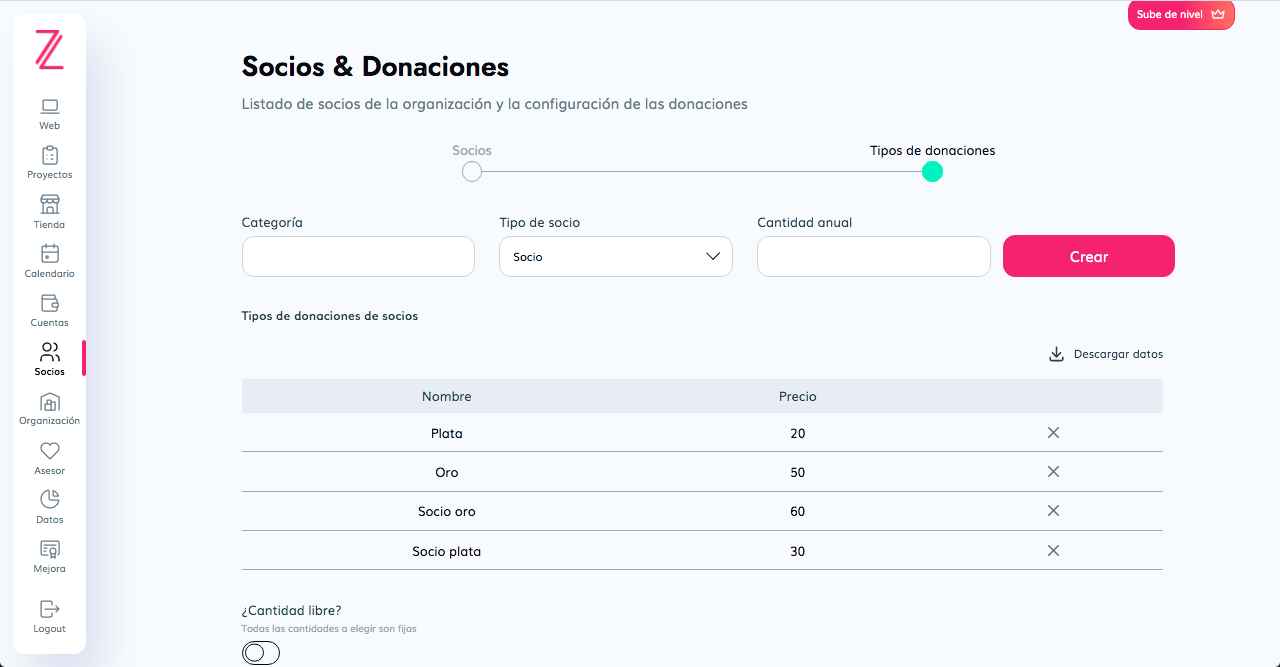 Sube de nivel
Web
Proyectos
Tienda
Calendario
Cuentas
Socios
Organización
Asesor
Datos
Mejora
Logout
Socios & Donaciones
Listado de socios de la organización y la configuración de las donaciones
Socios Tipos de donaciones
Categoría Tipo de socio Cantidad anual
Socio Crear
Tipos de donaciones de socios
Descargar datos
Nombre Precio
Plata 20
Oro 50
Socio oro 60
Socio plata 30
¿Cantidad libre?
Todas las cantidades a elegir son fijas